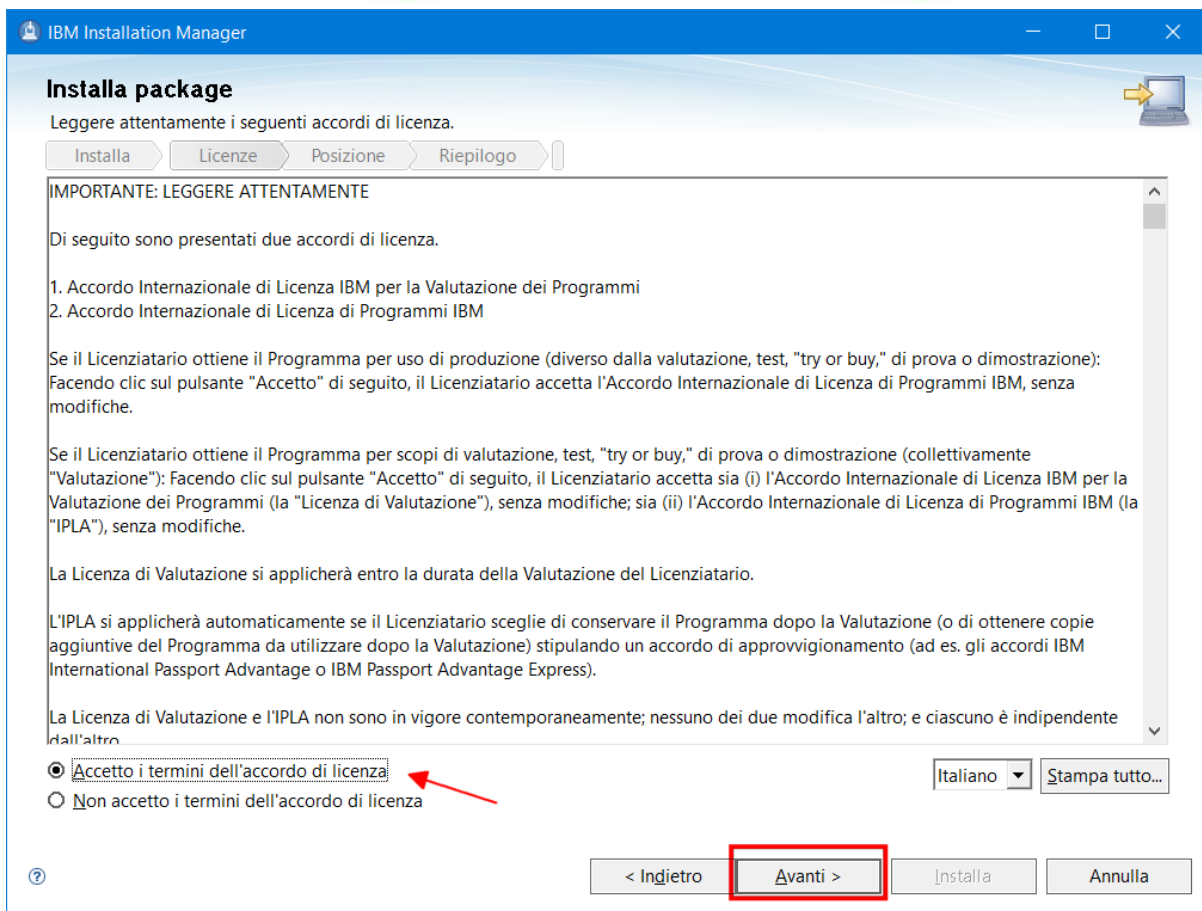 IBM Installation Manager
Installa package
Leggere attentamente i seguenti accordi di licenza.
Installa Licenze Posizione Riepilogo
IMPORTANTE: LEGGERE ATTENTAMENTE
Di seguito sono presentati due accordi di licenza.
1. Accordo Internazionale di Licenza IBM per la Valutazione dei Programmi
2. Accordo Internazionale di Licenza di Programmi IBM
Se il Licenziatario ottiene il Programma per uso di produzione (diverso dalla valutazione, test, "try or buy," di prova o dimostrazione):
Facendo clic sul pulsante "Accetto" di seguito, il Licenziatario accetta l'Accordo Internazionale di Licenza di Programmi IBM, senza
modifiche.
Se il Licenziatario ottiene il Programma per scopi di valutazione, test, "try or buy," di prova o dimostrazione (collettivamente
"Valutazione"): Facendo clic sul pulsante "Accetto" di seguito, il Licenziatario accetta sia (i) l'Accordo Internazionale di Licenza IBM per la
Valutazione dei Programmi (la "Licenza di Valutazione"), senza modifiche; sia (ii) l'Accordo Internazionale di Licenza di Programmi IBM (la
"IPLA"), senza modifiche.
La Licenza di Valutazione si applicherà entro la durata della Valutazione del Licenziatario.
L'IPLA si applicherà automaticamente se il Licenziatario sceglie di conservare il Programma dopo la Valutazione (o di ottenere copie
aggiuntive del Programma da utilizzare dopo la Valutazione) stipulando un accordo di approvvigionamento (ad es. gli accordi IBM
International Passport Advantage o IBM Passport Advantage Express).
La Licenza di Valutazione e l'IPLA non sono in vigore contemporaneamente; nessuno dei due modifica l'altro; e ciascuno è indipendente
dall'altro
Accetto i termini dell'accordo di licenza
Italiano Stampa tutto...
Non accetto i termini dell'accordo di licenza
? < Indietro Avanti > Installa Annulla